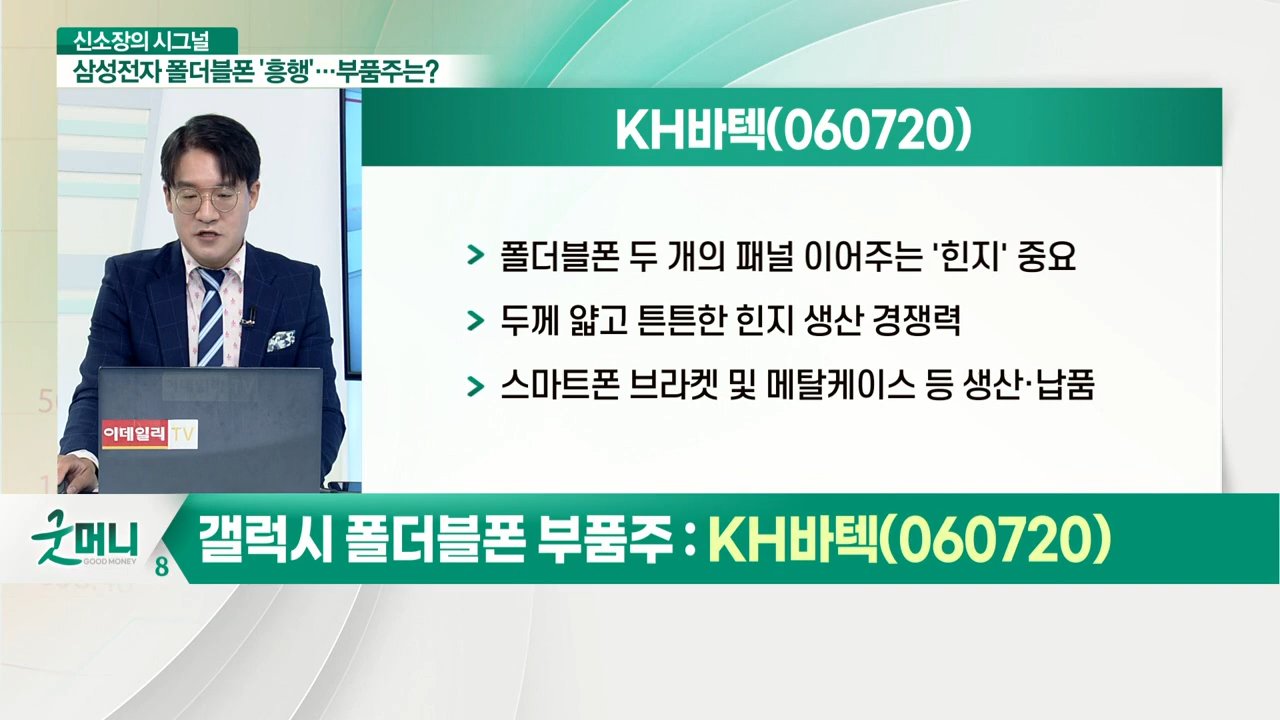 신소장의 시그널
삼성전자 폴더블폰 '흥행'…부품주는?
KH바텍(060720)
> 폴더블폰 두 개의 패널 이어주는 '힌지' 중요
> 두께 얇고 튼튼한 힌지 생산 경쟁력
> 스마트폰 브라켓 및 메탈케이스 등 생산·납품
이데일리 TV
굿머니
GOOD MONEY
8
갤럭시 폴더블폰 부품주 : KH바텍(060720)